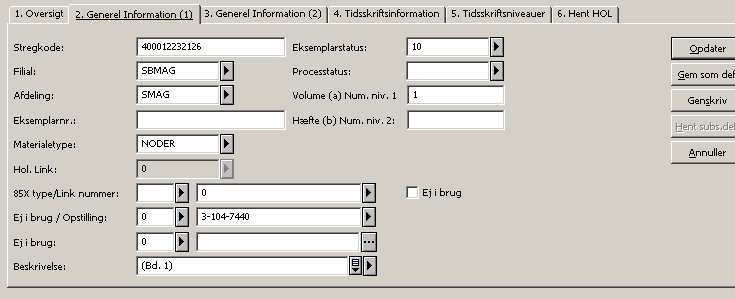 1. Oversigt 2. Generel Information (1) 3. Generel Information (2) 4. Tidsskriftsinformation 5. Tidsskriftsniveauer 6. Hent HOL
Stregkode: 400012232126 Eksemplarstatus: 10 Opdater
Filial: SBMAG Processtatus: Gem som def
Afdeling: SMAG Volume (a) Num. niv. 1 1 Genskriv
Eksemplarnr.: Hæfte (b) Num. niv. 2: Hent subs.def
Materialetype: NODER Annuller
Hol. Link: 0
85X type/Link nummer: 0 Ej i brug
Ej i brug / Opstilling: 0 3-104-7440
Ej i brug: 0 ...
Beskrivelse: (Bd. 1)